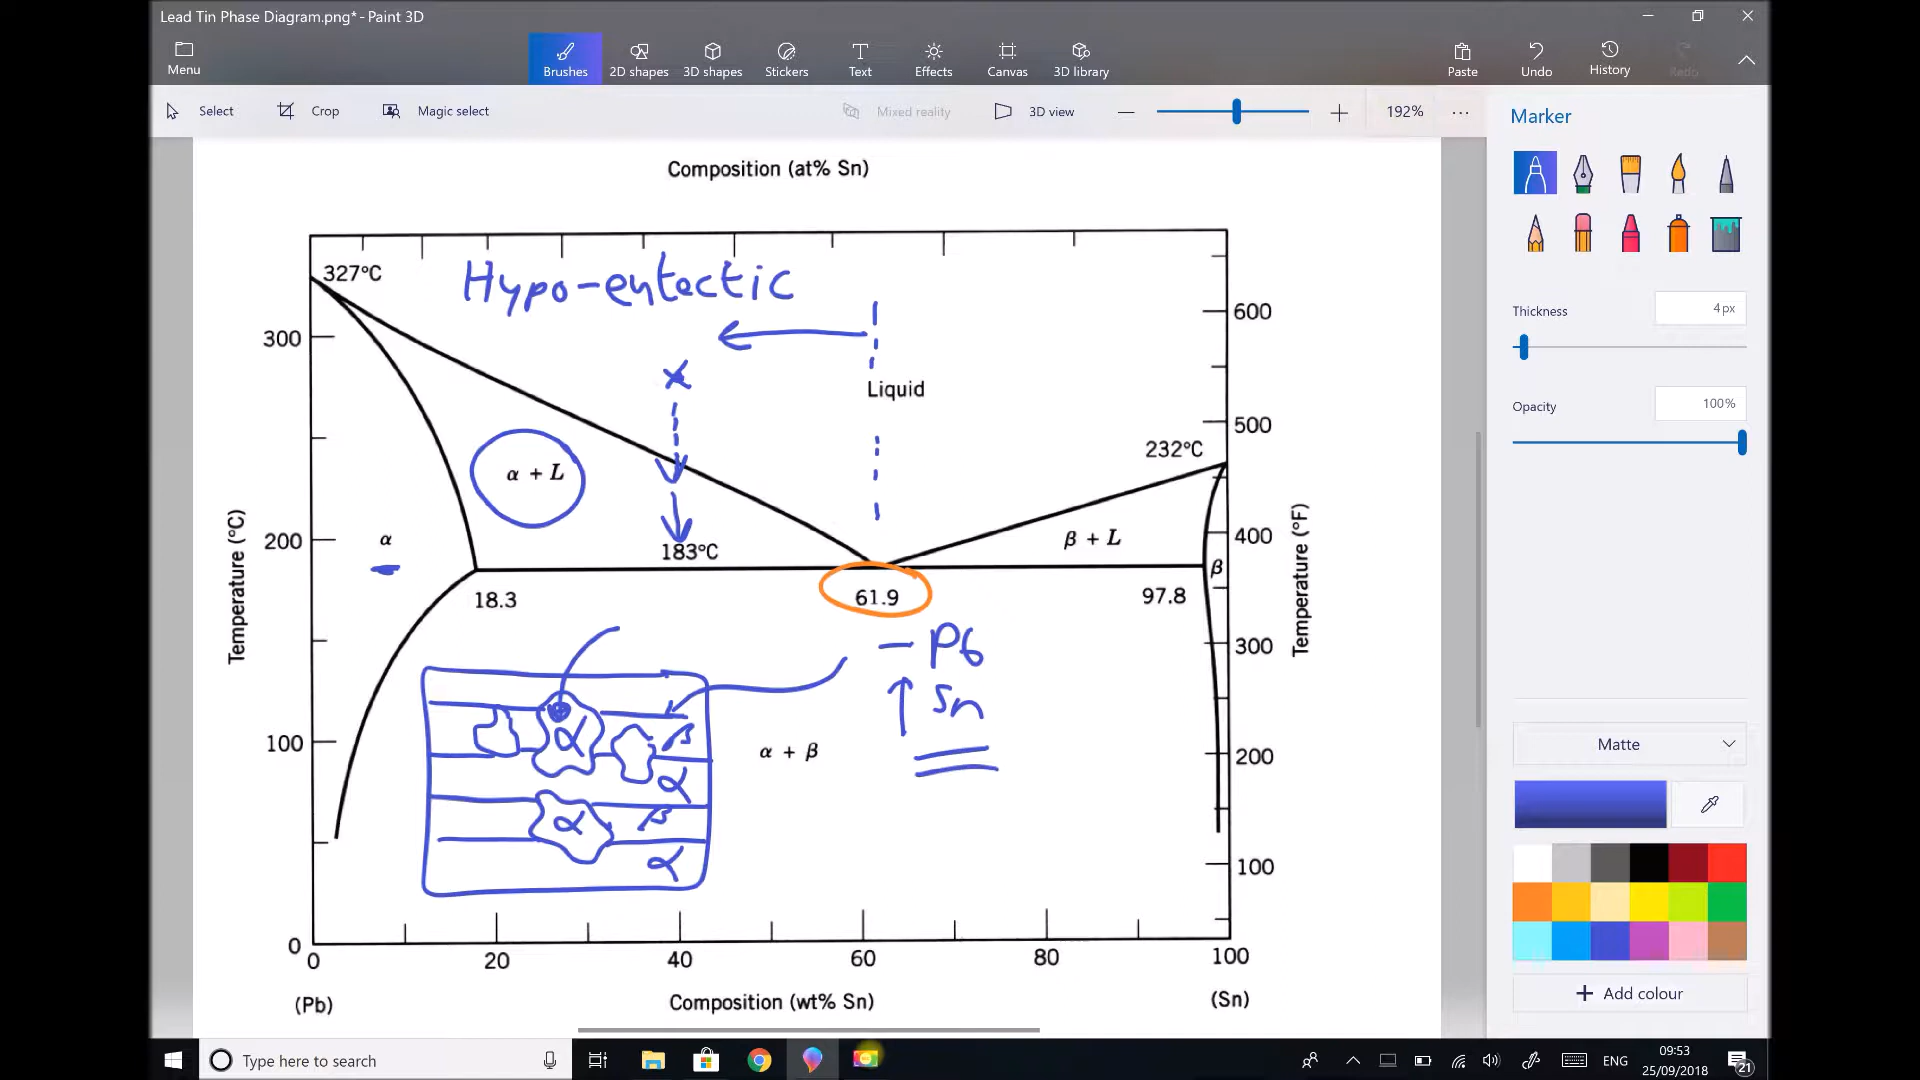 Lead Tin Phase Diagram.png* - Paint 3D
Menu
Brushes
2D shapes
3D shapes
Stickers
Text
Effects
Canvas
3D library
Paste
Undo
History
Redo
Select
Crop
Magic select
Mixed reality
3D view
192%
...
Marker
Thickness
4px
Opacity
100%
Matte
+ Add colour
Composition (at% Sn)
327°C
Hypo-eutectic
600
300
Liquid
500
232°C
α + L
α
200
183°C
β + L
400
β
18.3
61.9
97.8
Temperature (°C)
Temperature (°F)
300
– Pb
↑ Sn
α
β
α
α
β
α
α + β
100
200
100
0
0
20
40
60
80
100
(Pb)
Composition (wt% Sn)
(Sn)
Type here to search
ENG
09:53
25/09/2018
21